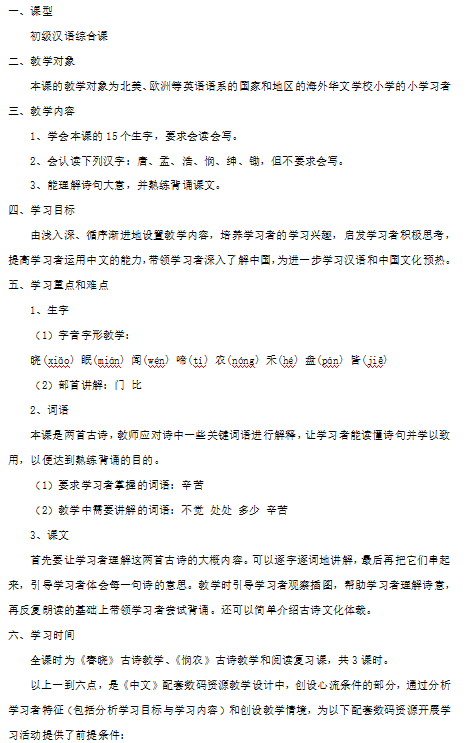 一、课型
初级汉语综合课
二、教学对象
本课的教学对象为北美、欧洲等英语语系的国家和地区的海外华文学校小学的小学习者
三、教学内容
1、学会本课的15个生字，要求会读会写。
2、会认读下列汉字：唐、孟、浩、悯、绅、锄，但不要求会写。
3、能理解诗句大意，并熟练背诵课文。
四、学习目标
由浅入深、循序渐进地设置教学内容，培养学习者的学习兴趣，启发学习者积极思考，
提高学习者运用中文的能力，带领学习者深入了解中国，为进一步学习汉语和中国文化预热。
五、学习重点和难点
1、生字
（1）字音字形教学：
晓(xiǎo) 眠(mián) 闻(wén) 啼(tí) 农(nóng) 禾(hé) 盘(pán) 皆(jiē)
（2）部首讲解：门 比
2、词语
本课是两首古诗，教师应对诗中一些关键词语进行解释，让学习者能读懂诗句并学以致
用，以便达到熟练背诵的目的。
（1）要求学习者掌握的词语：辛苦
（2）教学中需要讲解的词语：不觉 处处 多少 辛苦
3、课文
首先要让学习者理解这两首古诗的大概内容。可以逐字逐词地讲解，最后再把它们串起
来，引导学习者体会每一句诗的意思。教学时引导学习者观察插图，帮助学习者理解诗意，
再反复朗读的基础上带领学习者尝试背诵。还可以简单介绍古诗文化体裁。
六、学习时间
全课时为《春晓》古诗教学、《悯农》古诗教学和阅读复习课，共3课时。
以上一到六点，是《中文》配套数码资源教学设计中，创设心流条件的部分，通过分析
学习者特征（包括分析学习目标与学习内容）和创设教学情境，为以下配套数码资源开展学
习活动提供了前提条件：